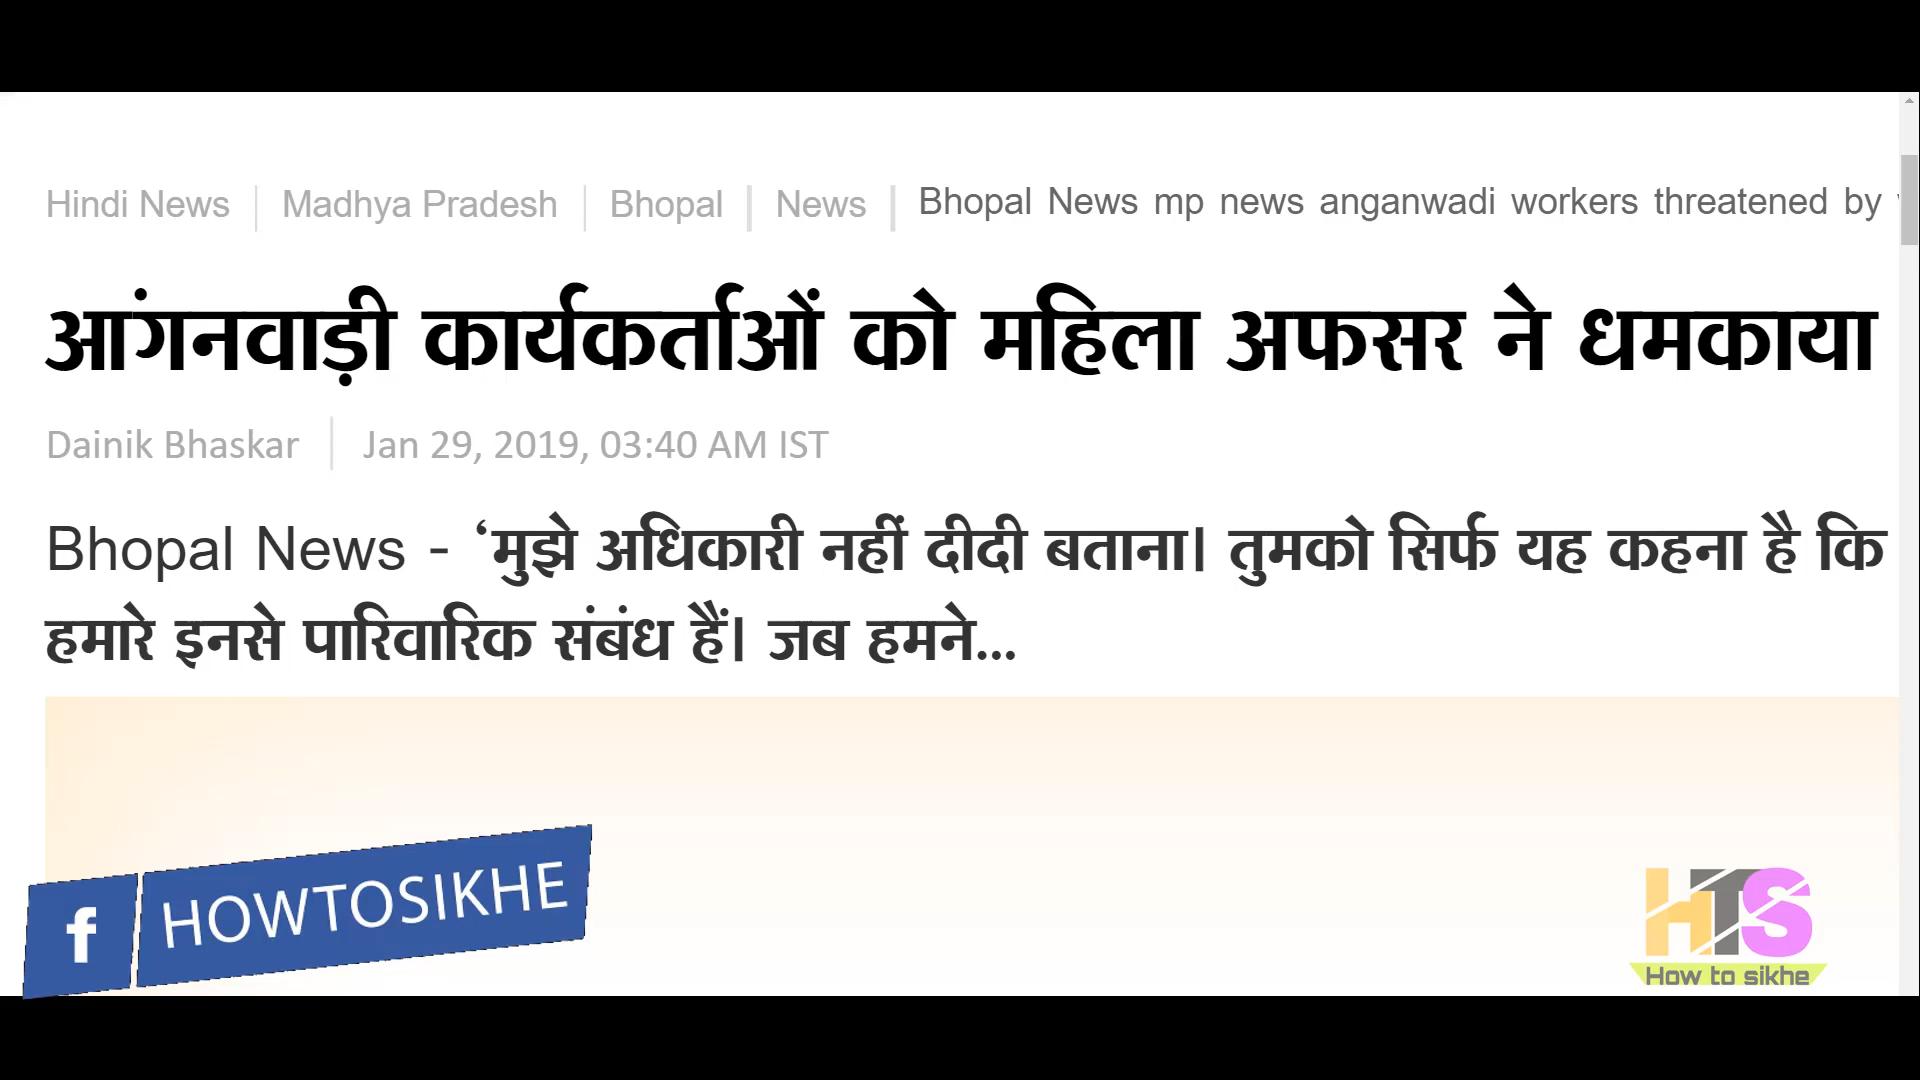 Hindi News | Madhya Pradesh | Bhopal | News | Bhopal News mp news anganwadi workers threatened by
आंगनवाड़ी कार्यकर्ताओं को महिला अफसर ने धमकाया
Dainik Bhaskar | Jan 29, 2019, 03:40 AM IST
Bhopal News - ‘मुझे अधिकारी नहीं दीदी बताना। तुमको सिर्फ यह कहना है कि
हमारे इनसे पारिवारिक संबंध हैं। जब हमने...
f HOWTOSIKHE
HTS
How to sikhe